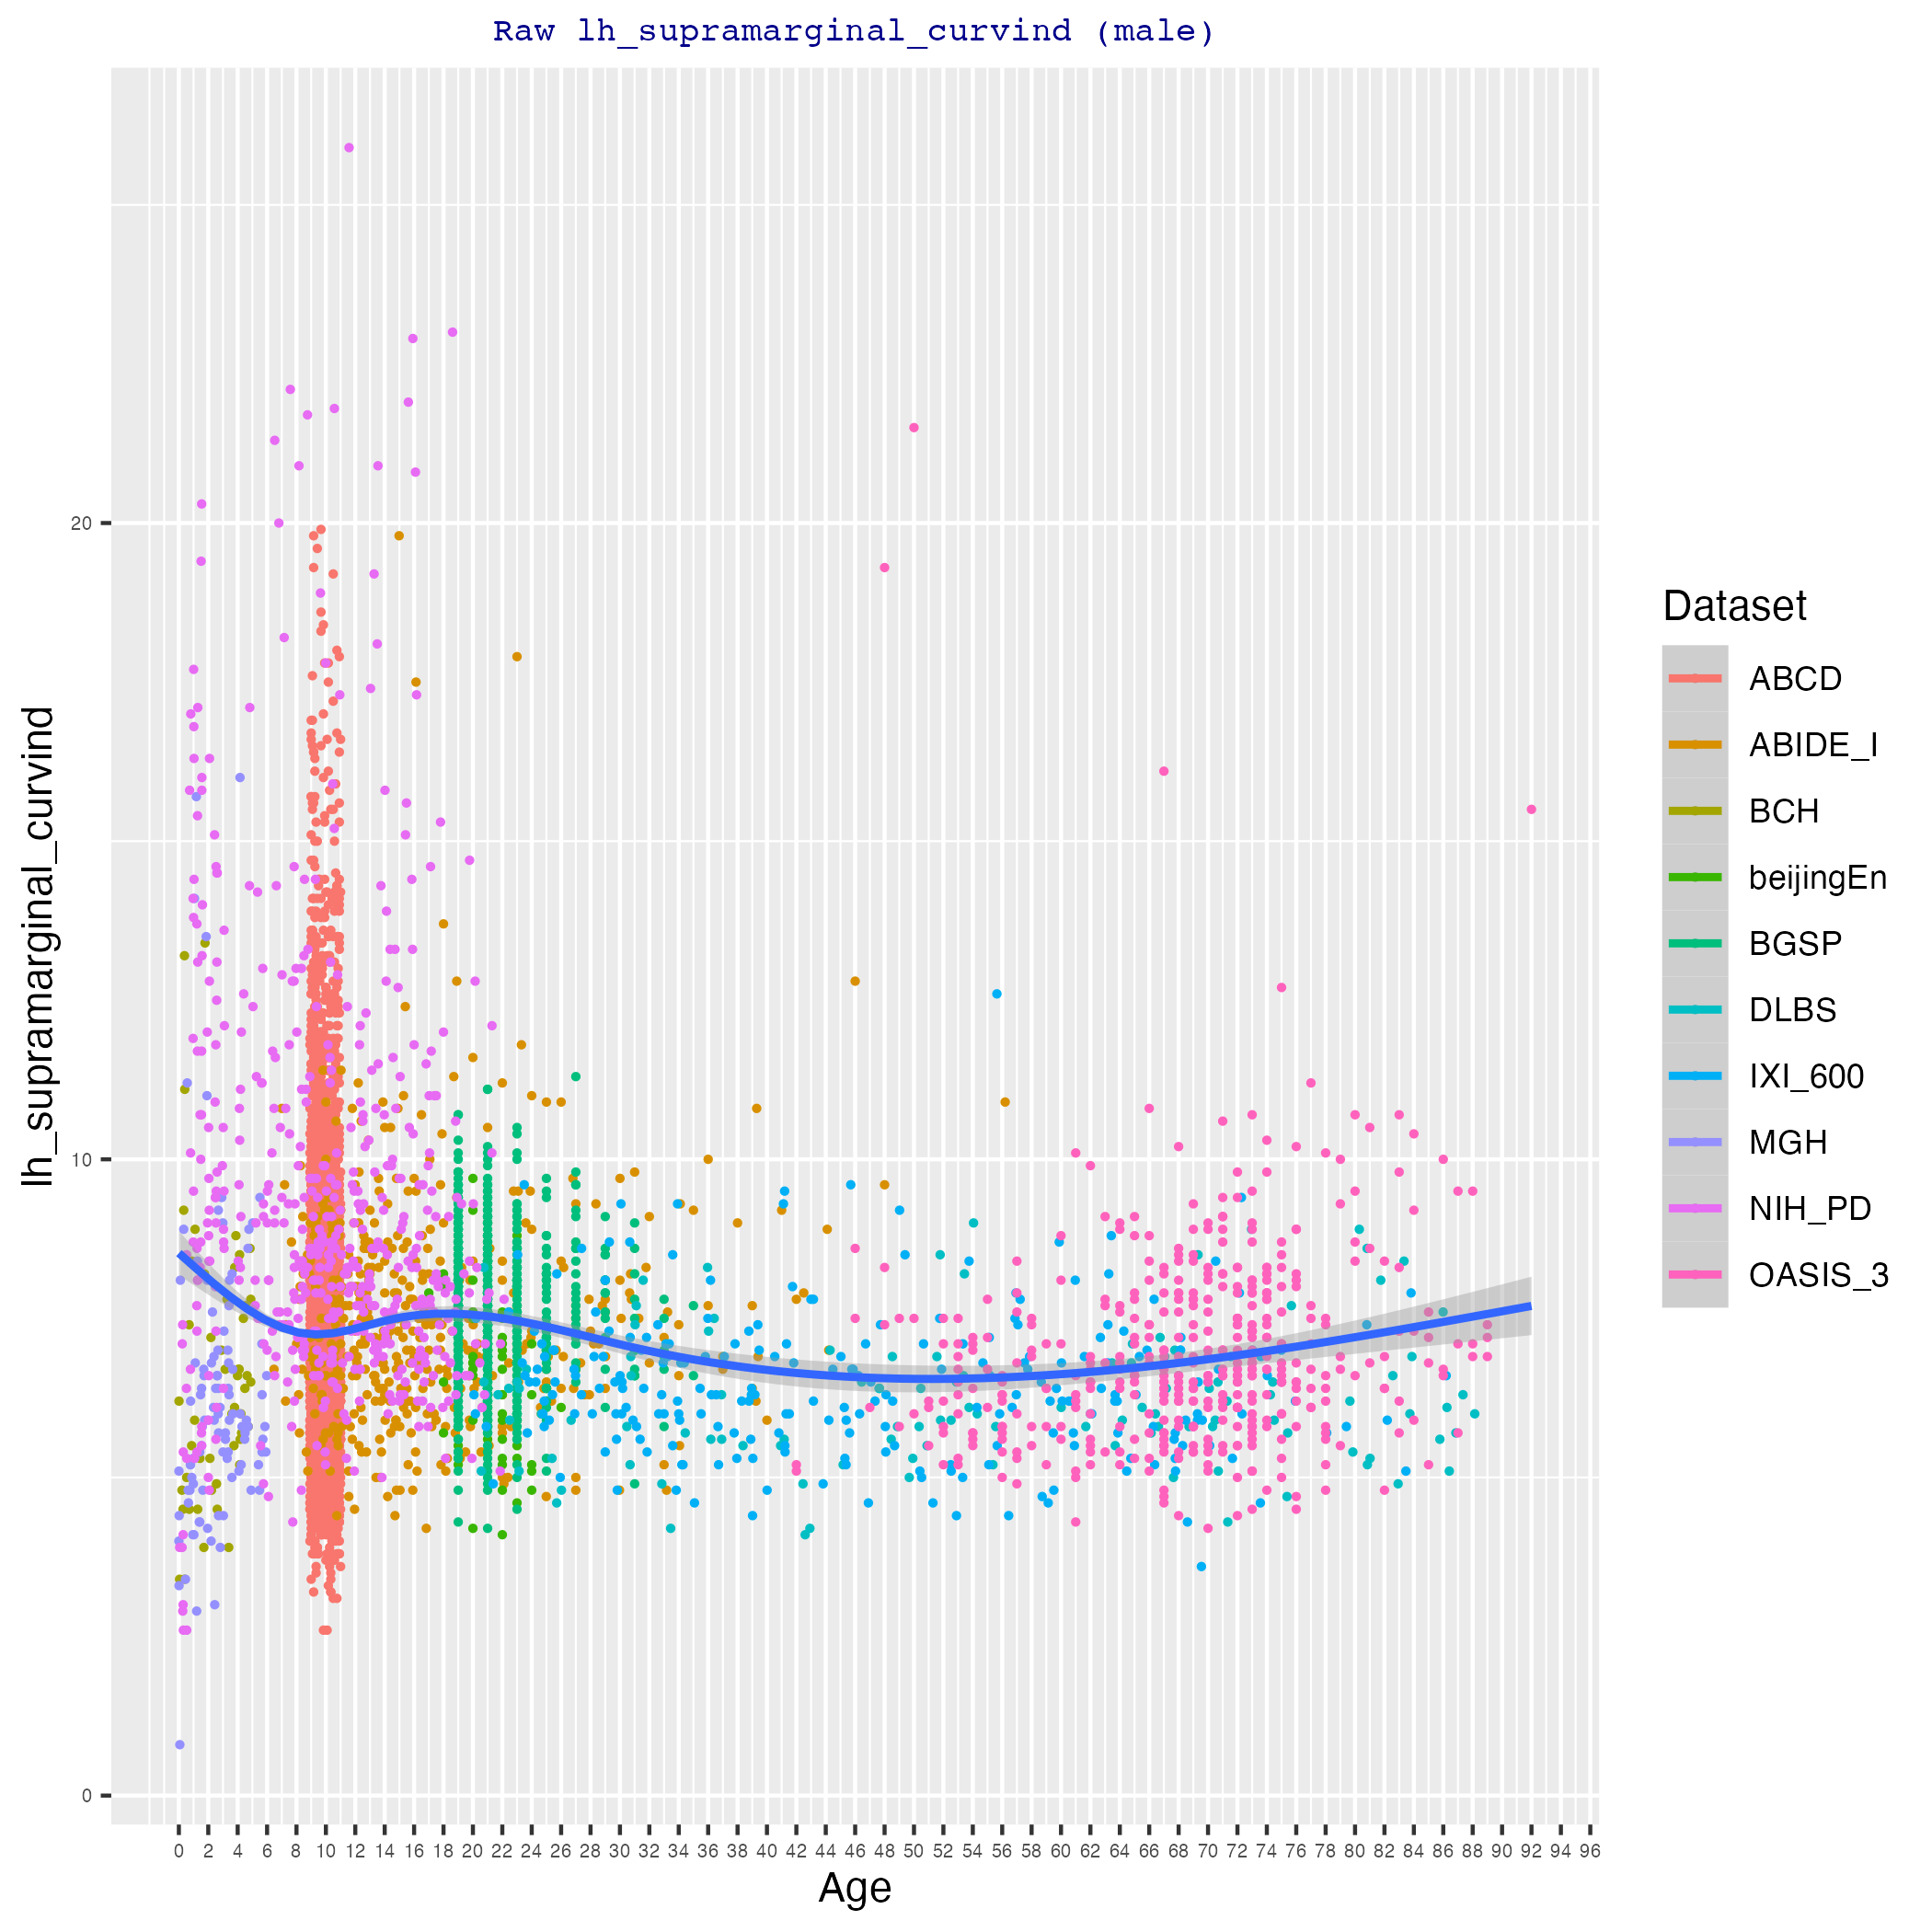 Raw lh_supramarginal_curvind (male)
lh_supramarginal_curvind
20
10
0
0 2 4 6 8 10 12 14 16 18 20 22 24 26 28 30 32 34 36 38 40 42 44 46 48 50 52 54 56 58 60 62 64 66 68 70 72 74 76 78 80 82 84 86 88 90 92 94 96
Age
Dataset
ABCD
ABIDE_I
BCH
beijingEn
BGSP
DLBS
IXI_600
MGH
NIH_PD
OASIS_3